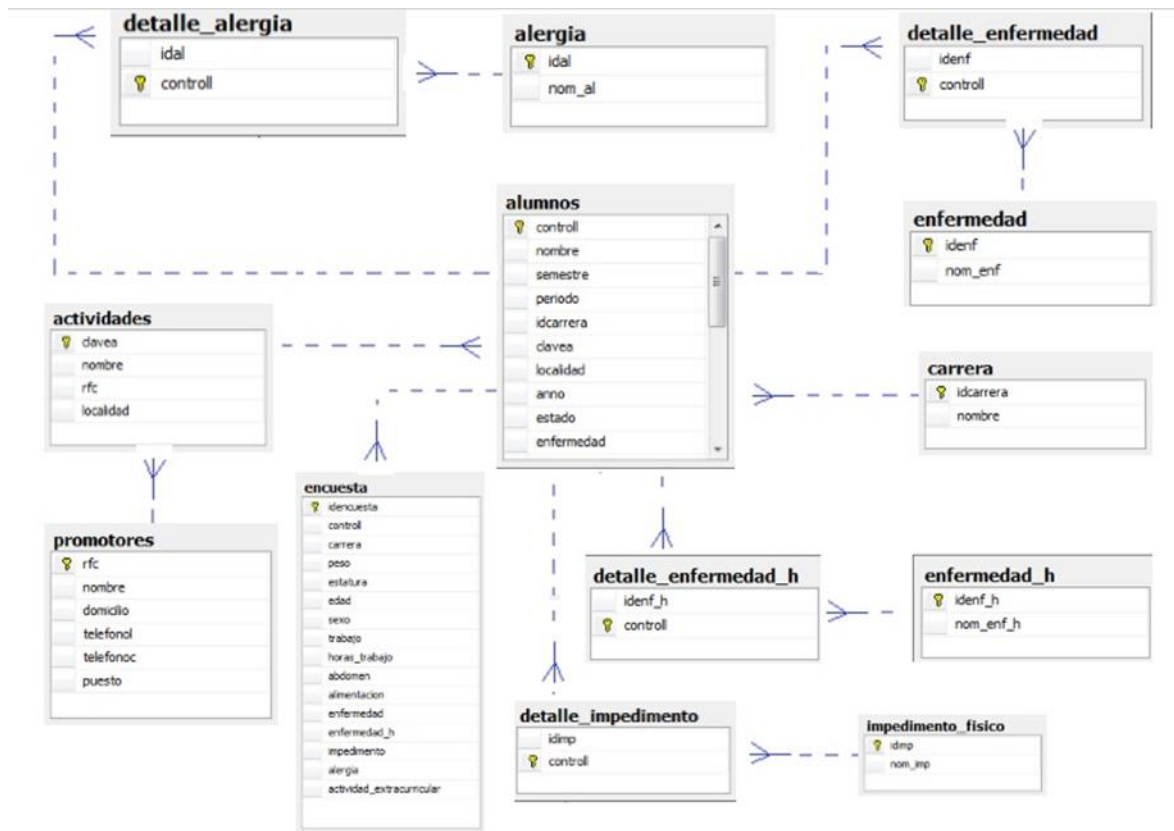 detalle_alergia
idal
controll
alergia
idal
nom_al
detalle_enfermedad
idenf
controll
enfermedad
idenf
nom_enf
alumnos
controll
nombre
semestre
periodo
idcarrera
clavea
localidad
anno
estado
enfermedad
actividades
clavea
nombre
rfc
localidad
carrera
idcarrera
nombre
promotores
rfc
nombre
domicilio
telefonol
telefonoc
puesto
encuesta
idencuesta
controll
carrera
peso
estatura
edad
sexo
trabajo
horas_trabajo
abdomen
alimentacion
enfermedad
enfermedad_h
impedimento
alergia
actividad_extracurricular
detalle_enfermedad_h
idenf_h
controll
enfermedad_h
idenf_h
nom_enf_h
detalle_impedimento
idimp
controll
impedimento_fisico
idimp
nom_imp